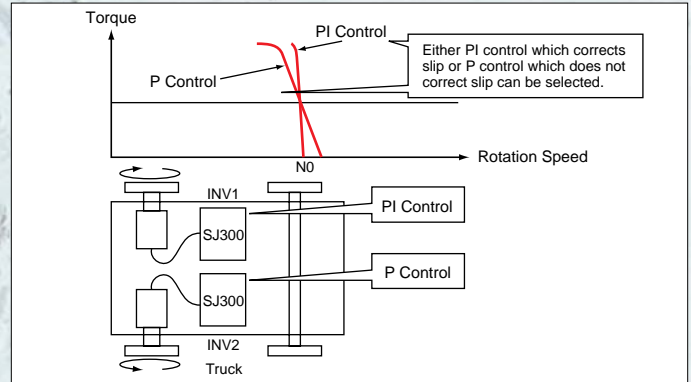 Torque
PI Control
P Control
Either PI control which corrects
slip or P control which does not
correct slip can be selected.
N0
Rotation Speed
INV1
SJ300
PI Control
SJ300
P Control
INV2
Truck